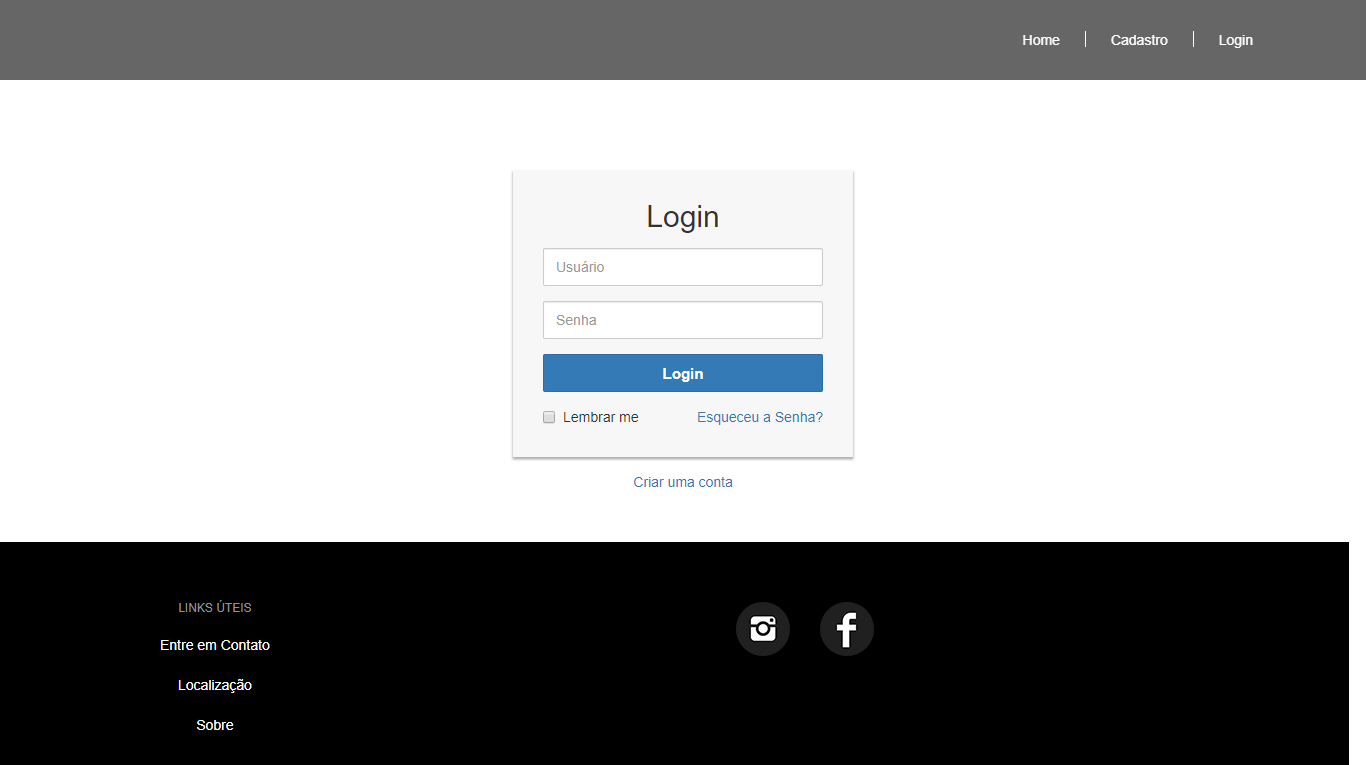 Home
Cadastro
Login
Login
Usuário
Senha
Login
Lembrar me
Esqueceu a Senha?
Criar uma conta
LINKS ÚTEIS
Entre em Contato
Localização
Sobre